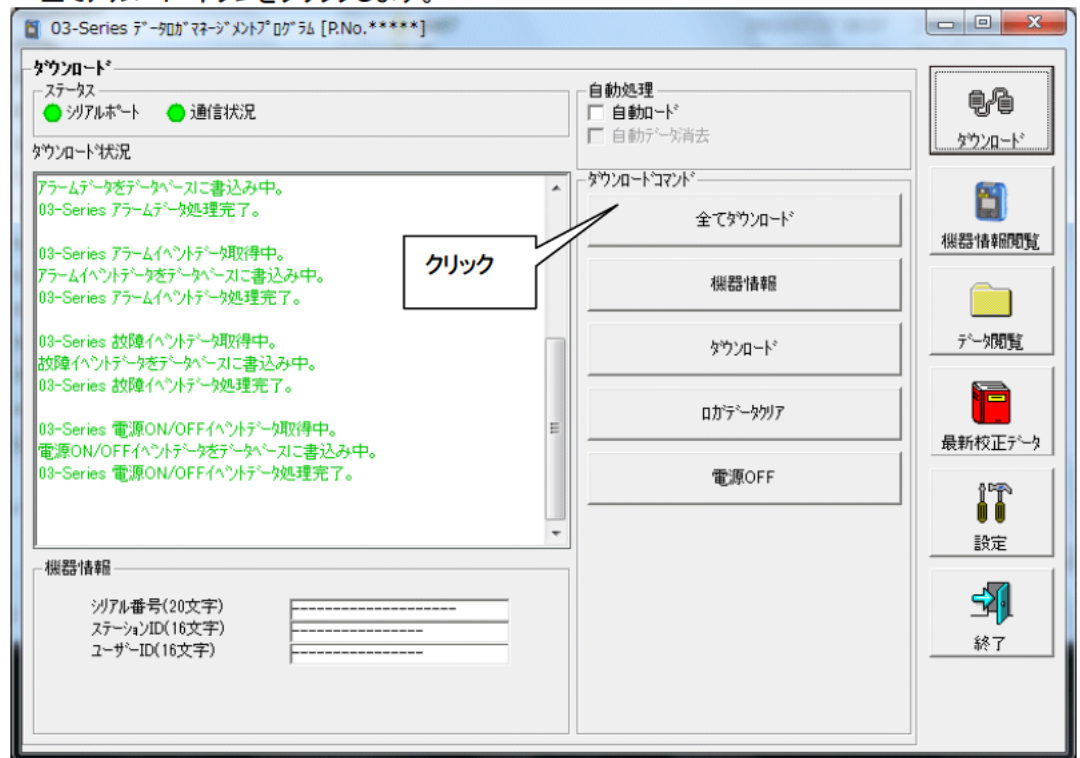 03-Series ﾃﾞｰﾀﾛｶﾞﾏﾈｰｼﾞﾒﾝﾄﾌﾟﾛｸﾞﾗﾑ [P.No.*****]
ﾀﾞｳﾝﾛｰﾄﾞ
ｽﾃｰﾀｽ
ｼﾘｱﾙﾎﾟｰﾄ 通信状況
ﾀﾞｳﾝﾛｰﾄﾞ状況
ｱﾗｰﾑﾃﾞｰﾀをﾃﾞｰﾀﾍﾞｰｽに書込み中。
03-Series ｱﾗｰﾑﾃﾞｰﾀ処理完了。
03-Series ｱﾗｰﾑｲﾍﾞﾝﾄﾃﾞｰﾀ取得中。
ｱﾗｰﾑｲﾍﾞﾝﾄﾃﾞｰﾀをﾃﾞｰﾀﾍﾞｰｽに書込み中。
03-Series ｱﾗｰﾑｲﾍﾞﾝﾄﾃﾞｰﾀ処理完了。
03-Series 故障ｲﾍﾞﾝﾄﾃﾞｰﾀ取得中。
故障ｲﾍﾞﾝﾄﾃﾞｰﾀをﾃﾞｰﾀﾍﾞｰｽに書込み中。
03-Series 故障ｲﾍﾞﾝﾄﾃﾞｰﾀ処理完了。
03-Series 電源ON/OFFｲﾍﾞﾝﾄﾃﾞｰﾀ取得中。
電源ON/OFFｲﾍﾞﾝﾄﾃﾞｰﾀをﾃﾞｰﾀﾍﾞｰｽに書込み中。
03-Series 電源ON/OFFｲﾍﾞﾝﾄﾃﾞｰﾀ処理完了。
クリック
機器情報
ｼﾘｱﾙ番号(20文字) --------------------
ｽﾃｰｼｮﾝID(16文字) ----------------
ﾕｰｻﾞｰID(16文字) ----------------
自動処理
自動ﾛｰﾄﾞ
自動ﾃﾞｰﾀ消去
ﾀﾞｳﾝﾛｰﾄﾞｺﾏﾝﾄﾞ
全てﾀﾞｳﾝﾛｰﾄﾞ
機器情報
ﾀﾞｳﾝﾛｰﾄﾞ
ﾛｶﾞﾃﾞｰﾀｸﾘｱ
電源OFF
ﾀﾞｳﾝﾛｰﾄﾞ
機器情報閲覧
ﾃﾞｰﾀ閲覧
最新校正ﾃﾞｰﾀ
設定
終了